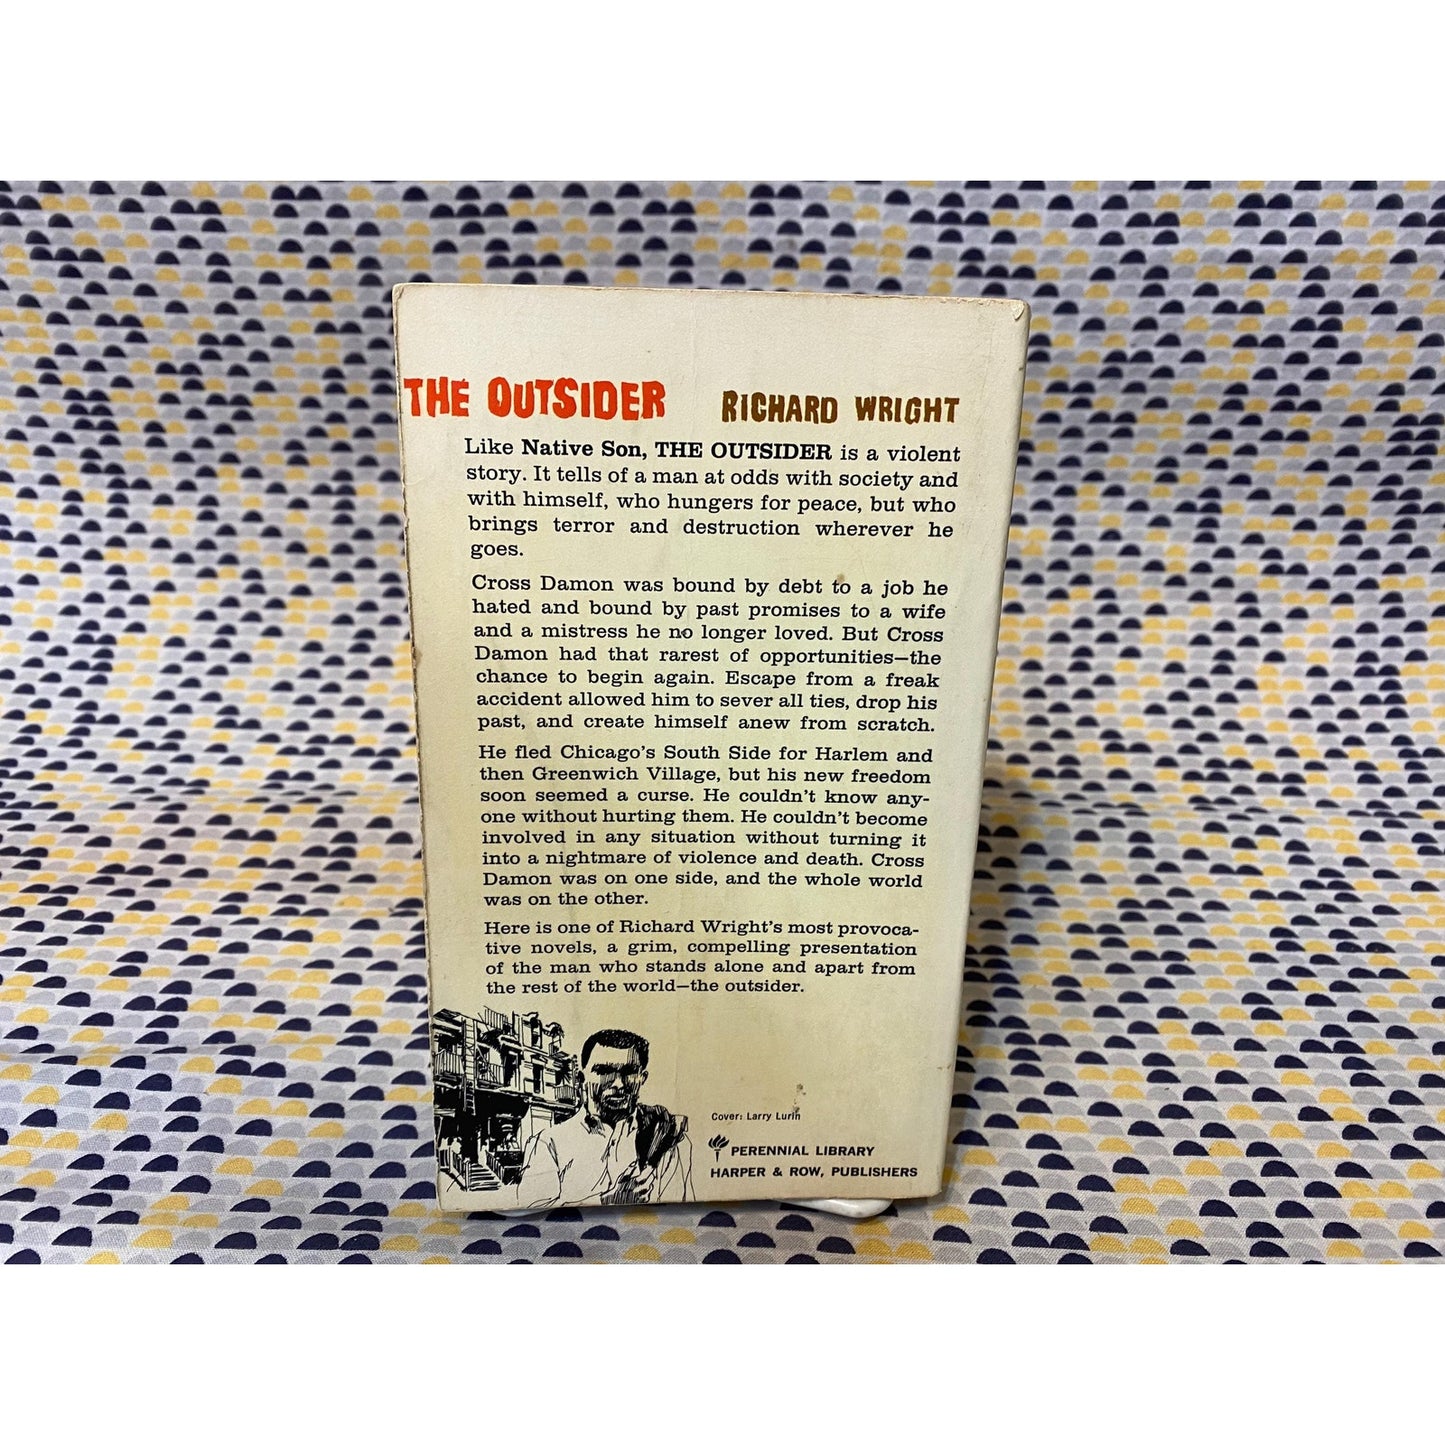 THE OUTSIDER RICHARD WRIGHT
Like Native Son, THE OUTSIDER is a violent
story. It tells of a man at odds with society and
with himself, who hungers for peace, but who
brings terror and destruction wherever he
goes.
Cross Damon was bound by debt to a job he
hated and bound by past promises to a wife
and a mistress he no longer loved. But Cross
Damon had that rarest of opportunities—the
chance to begin again. Escape from a freak
accident allowed him to sever all ties, drop his
past, and create himself anew from scratch.
He fled Chicago's South Side for Harlem and
then Greenwich Village, but his new freedom
soon seemed a curse. He couldn't know any-
one without hurting them. He couldn't become
involved in any situation without turning it
into a nightmare of violence and death. Cross
Damon was on one side, and the whole world
was on the other.
Here is one of Richard Wright's most provoca-
tive novels, a grim, compelling presentation
of the man who stands alone and apart from
the rest of the world—the outsider.
Cover: Larry Lurin
PERENNIAL LIBRARY
HARPER & ROW, PUBLISHERS